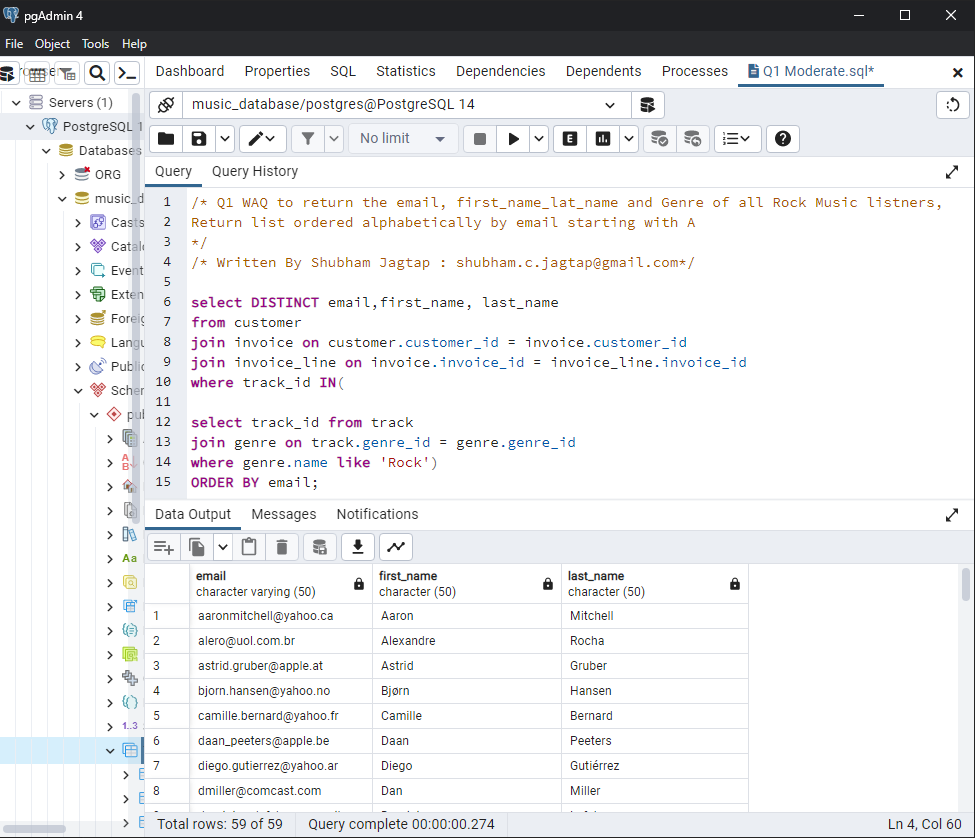 pgAdmin 4
File Object Tools Help
Dashboard Properties SQL Statistics Dependencies Dependents Processes Q1 Moderate.sql*
Servers (1)
PostgreSQL 1
Databases
ORG
music_d
Casts
Catal
Event
Exten
Foreig
Langu
Public
Scher
pub
Aa
1..3
music_database/postgres@PostgreSQL 14
No limit
E
Query Query History
1 /* Q1 WAQ to return the email, first_name_lat_name and Genre of all Rock Music listners,
2 Return list ordered alphabetically by email starting with A
3 */
4 /* Written By Shubham Jagtap : shubham.c.jagtap@gmail.com*/
5
6 select DISTINCT email,first_name, last_name
7 from customer
8 join invoice on customer.customer_id = invoice.customer_id
9 join invoice_line on invoice.invoice_id = invoice_line.invoice_id
10 where track_id IN(
11
12 select track_id from track
13 join genre on track.genre_id = genre.genre_id
14 where genre.name like 'Rock')
15 ORDER BY email;
Data Output Messages Notifications
email first_name last_name
character varying (50) character (50) character (50)
1 aaronmitchell@yahoo.ca Aaron Mitchell
2 alero@uol.com.br Alexandre Rocha
3 astrid.gruber@apple.at Astrid Gruber
4 bjorn.hansen@yahoo.no Bjørn Hansen
5 camille.bernard@yahoo.fr Camille Bernard
6 daan_peeters@apple.be Daan Peeters
7 diego.gutierrez@yahoo.ar Diego Gutiérrez
8 dmiller@comcast.com Dan Miller
Total rows: 59 of 59 Query complete 00:00:00.274 Ln 4, Col 60